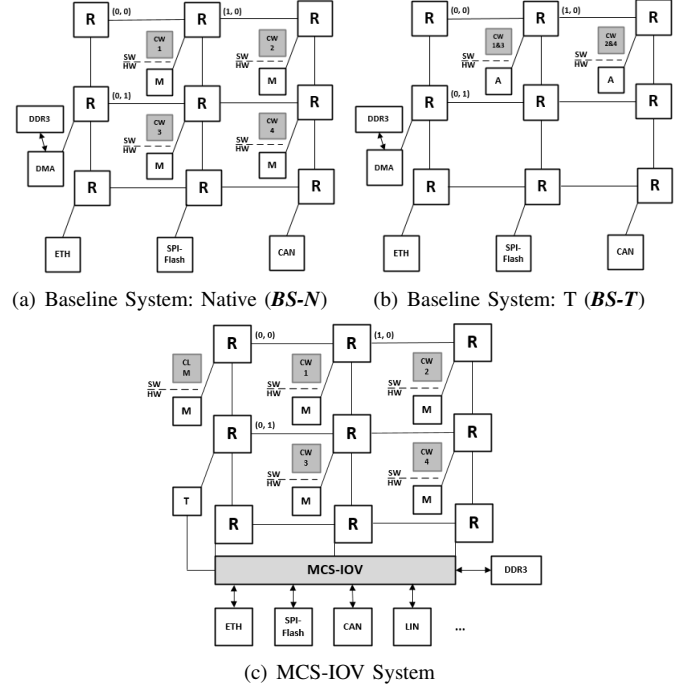 R (0, 0) R (1, 0) R
CW
1
CW
2
SW
HW
M
SW
HW
M
R (0, 1) R R
DDR3
CW
3
CW
4
SW
HW
M
SW
HW
M
DMA
R R R
ETH
SPI-
Flash
CAN
(a) Baseline System: Native (BS-N)
R (0, 0) R (1, 0) R
CW
1&3
CW
2&4
SW
HW
A
SW
HW
A
R (0, 1) R R
DDR3
DMA
R R R
ETH
SPI-
Flash
CAN
(b) Baseline System: T (BS-T)
R (0, 0) R (1, 0) R
CL
M
CW
1
CW
2
SW
HW
M
SW
HW
M
SW
HW
M
R (0, 1) R R
CW
3
CW
4
SW
HW
M
SW
HW
M
T
R R R
MCS-IOV
DDR3
ETH
SPI-
Flash
CAN
LIN
...
(c) MCS-IOV System